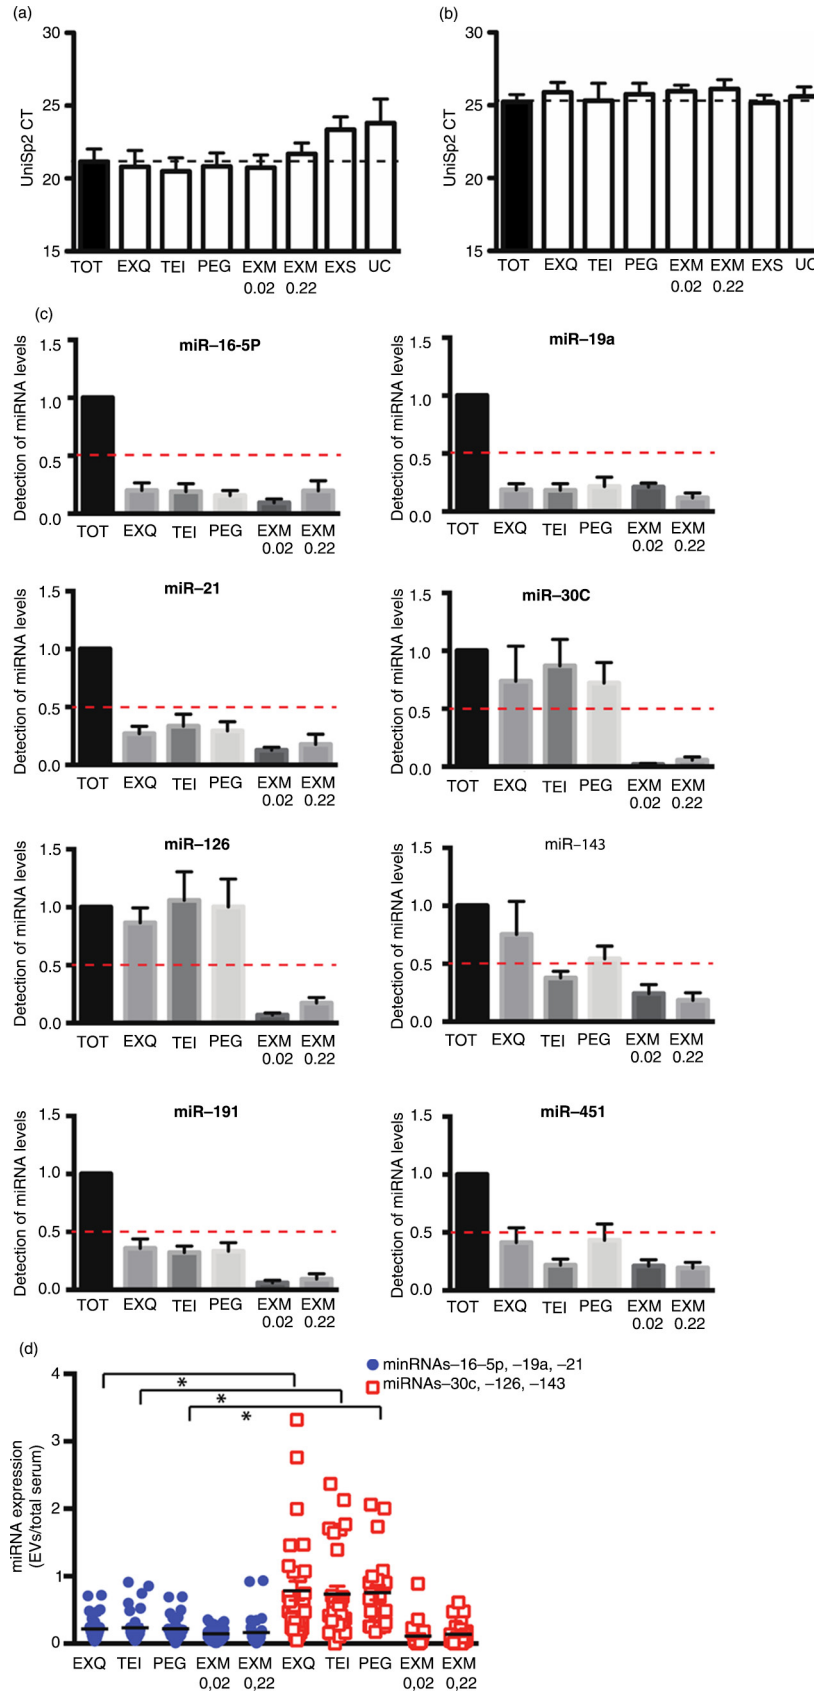 (a)
30
25
20
15
UniSp2 CT
TOT EXQ TEI PEG EXM EXM EXS UC
0.02 0.22
(b)
30
25
20
15
UniSp2 CT
TOT EXQ TEI PEG EXM EXM EXS UC
0.02 0.22
(c)
miR–16-5P
Detection of miRNA levels
1.5
1.0
0.5
0.0
TOT EXQ TEI PEG EXM EXM
0.02 0.22
miR–19a
Detection of miRNA levels
1.5
1.0
0.5
0.0
TOT EXQ TEI PEG EXM EXM
0.02 0.22
miR–21
Detection of miRNA levels
1.5
1.0
0.5
0.0
TOT EXQ TEI PEG EXM EXM
0.02 0.22
miR–30C
Detection of miRNA levels
1.5
1.0
0.5
0.0
TOT EXQ TEI PEG EXM EXM
0.02 0.22
miR–126
Detection of miRNA levels
1.5
1.0
0.5
0.0
TOT EXQ TEI PEG EXM EXM
0.02 0.22
miR–143
Detection of miRNA levels
1.5
1.0
0.5
0.0
TOT EXQ TEI PEG EXM EXM
0.02 0.22
miR–191
Detection of miRNA levels
1.5
1.0
0.5
0.0
TOT EXQ TEI PEG EXM EXM
0.02 0.22
miR–451
Detection of miRNA levels
1.5
1.0
0.5
0.0
TOT EXQ TEI PEG EXM EXM
0.02 0.22
(d)
minRNAs–16–5p, –19a, –21
miRNAs–30c, –126, –143
miRNA expression
(EVs/total serum)
4
3
2
1
0
*
*
*
EXQ TEI PEG EXM EXM EXQ TEI PEG EXM EXM
0,02 0,22 0,02 0,22